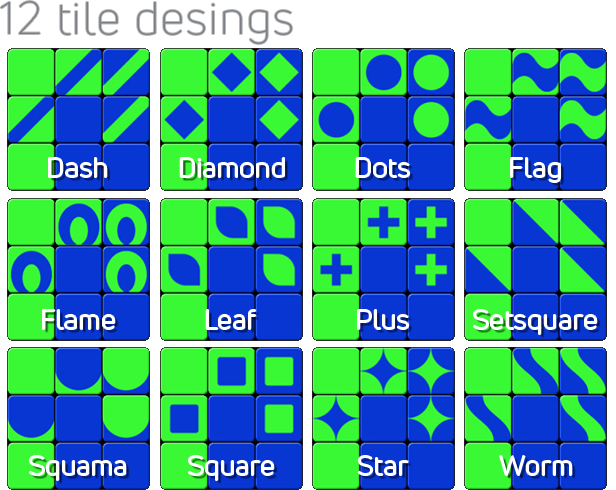 12 tile desings
Dash
Diamond
Dots
Flag
Flame
Leaf
Plus
Setsquare
Squama
Square
Star
Worm